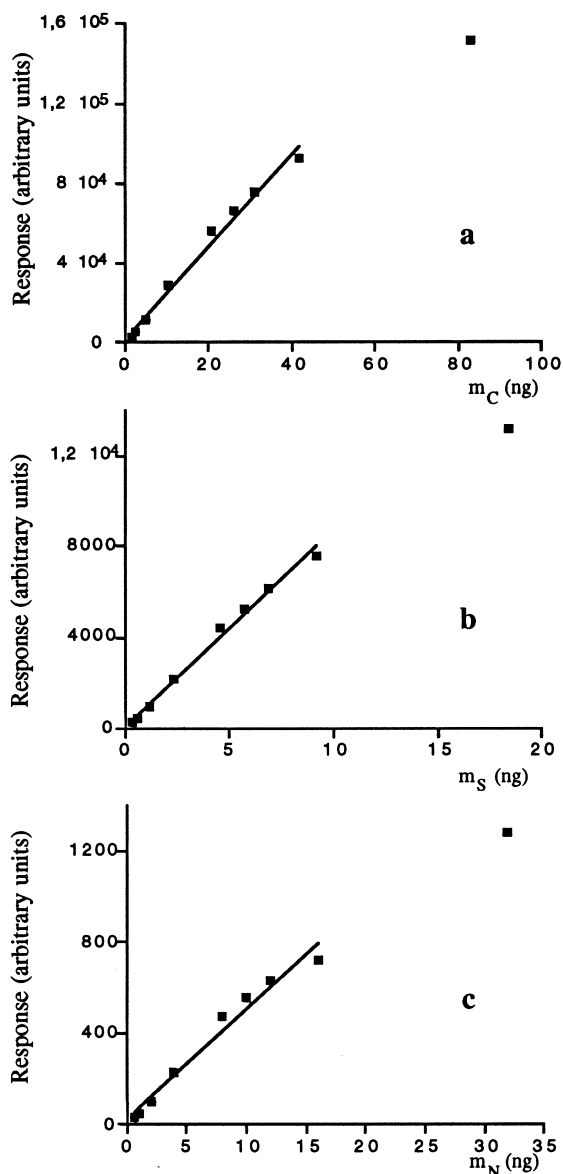 1,6 10⁵
1,2 10⁵
8 10⁴
4 10⁴
0
Response (arbitrary units)
a
0 20 40 60 80 100
m_C (ng)
1,2 10⁴
8000
4000
0
Response (arbitrary units)
b
0 5 10 15 20
m_S (ng)
1200
800
400
0
Response (arbitrary units)
c
0 5 10 15 20 25 30 35
m_N (ng)